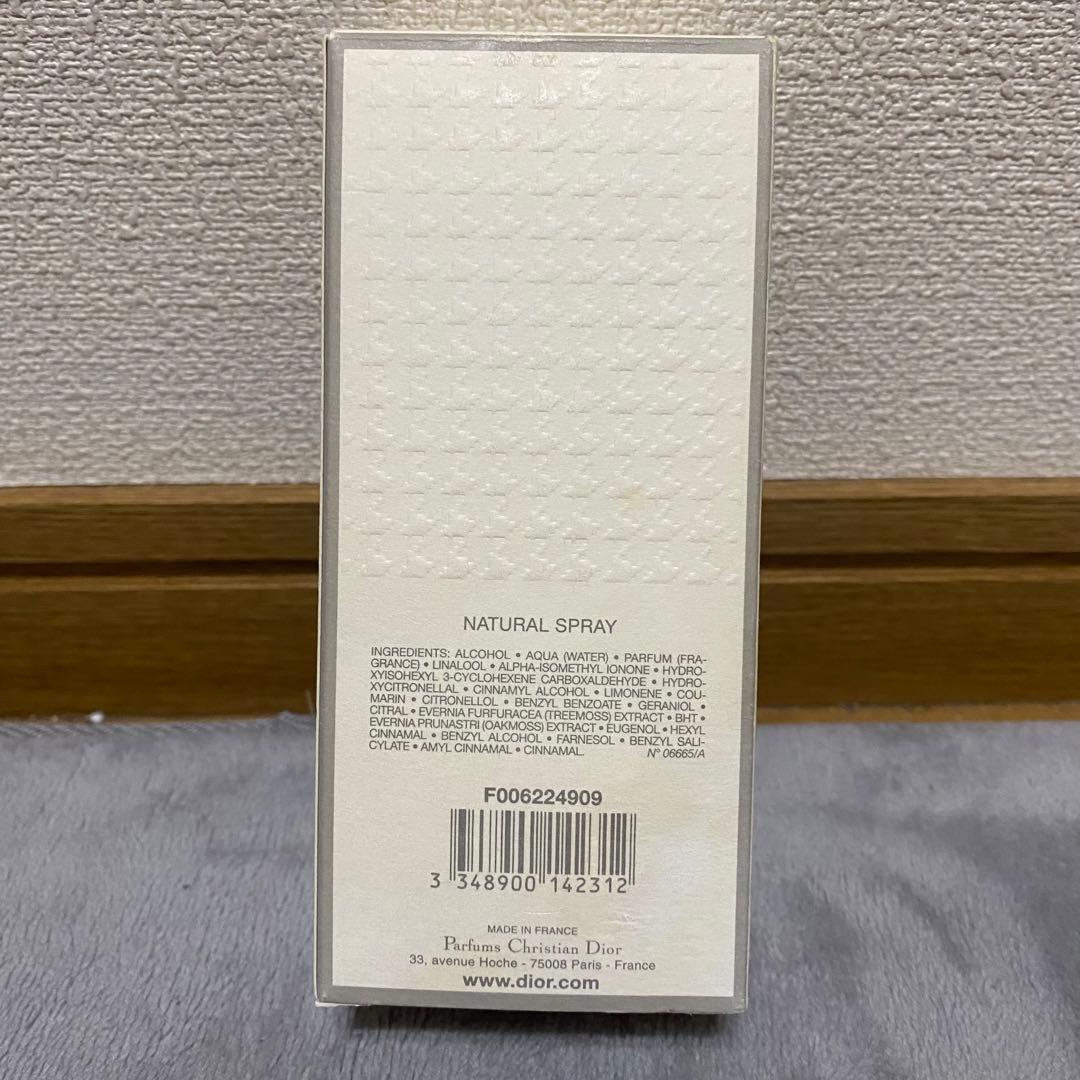 NATURAL SPRAY
INGREDIENTS: ALCOHOL • AQUA (WATER) • PARFUM (FRA-
GRANCE) • LINALOOL • ALPHA-ISOMETHYL IONONE • HYDRO-
XYISOHEXYL 3-CYCLOHEXENE CARBOXALDEHYDE • HYDRO-
XYCITRONELLAL • CINNAMYL ALCOHOL • LIMONENE • COU-
MARIN • CITRONELLOL • BENZYL BENZOATE • GERANIOL •
CITRAL • EVERNIA FURFURACEA (TREEMOSS) EXTRACT • BHT •
EVERNIA PRUNASTRI (OAKMOSS) EXTRACT • EUGENOL • HEXYL
CINNAMAL • BENZYL ALCOHOL • FARNESOL • BENZYL SALI-
CYLATE • AMYL CINNAMAL • CINNAMAL. N° 06665/A
F006224909
3 348900 142312
MADE IN FRANCE
Parfums Christian Dior
33, avenue Hoche - 75008 Paris - France
www.dior.com